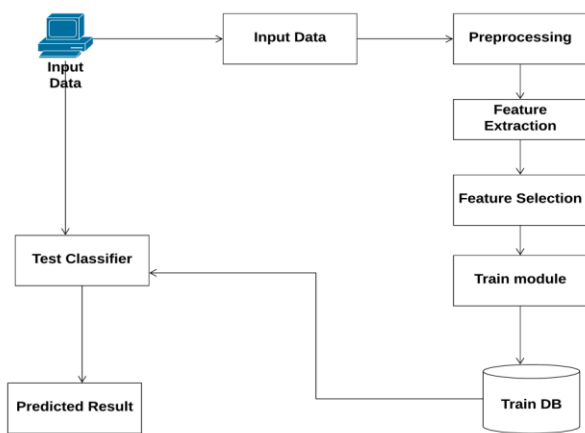 Input
Data
Input Data
Preprocessing
Feature
Extraction
Feature Selection
Train module
Train DB
Test Classifier
Predicted Result